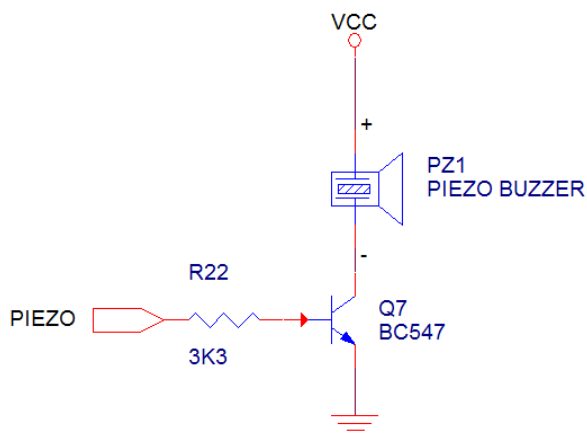 VCC
+
PZ1
PIEZO BUZZER
-
R22
PIEZO
3K3
Q7
BC547